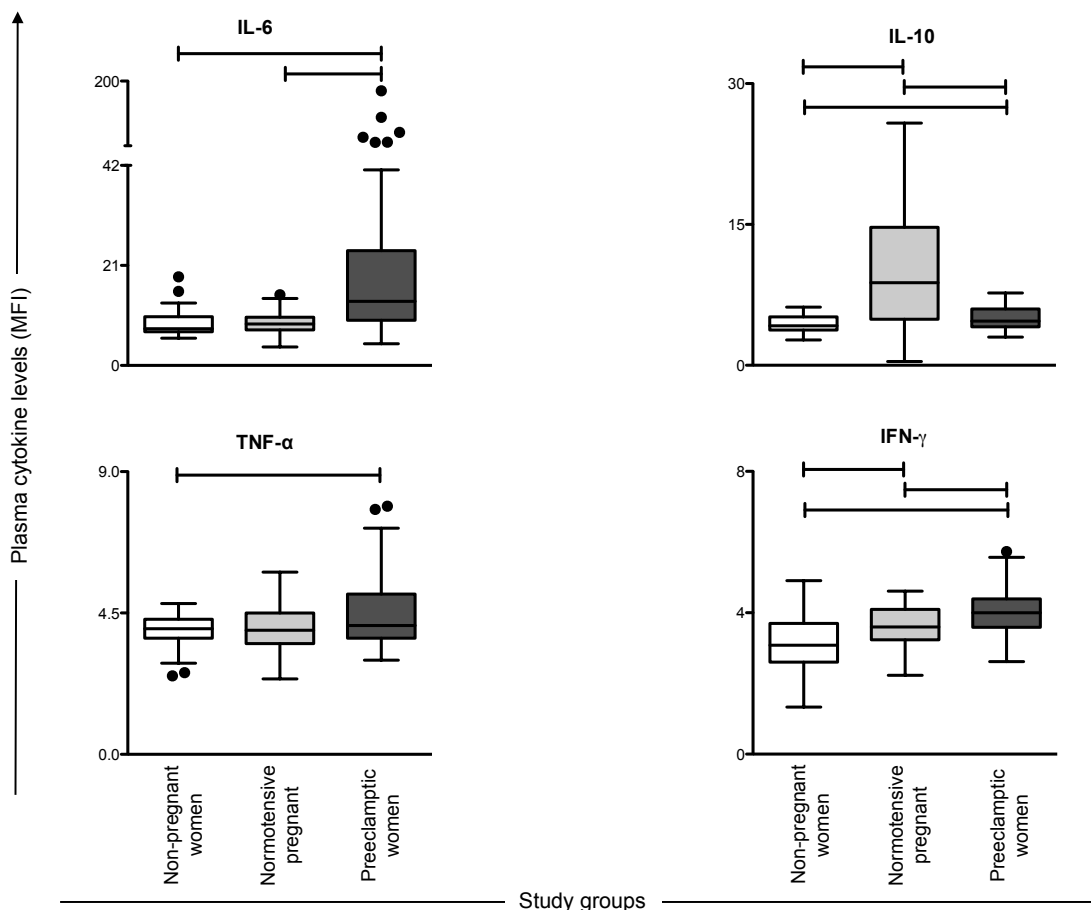 Plasma cytokine levels (MFI)
IL-6
200
42
21
0
IL-10
30
15
0
TNF-α
9.0
4.5
0.0
IFN-γ
8
4
0
Non-pregnant
women
Normotensive
pregnant
Preeclamptic
women
Non-pregnant
women
Normotensive
pregnant
Preeclamptic
women
Study groups